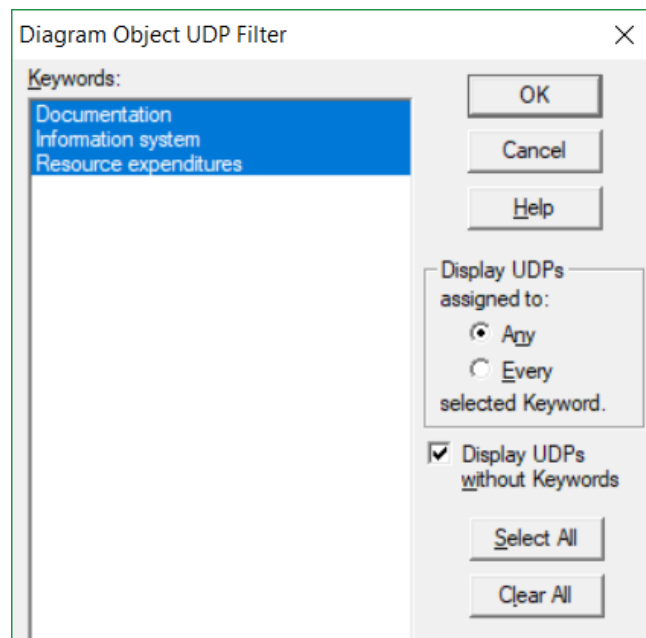 Diagram Object UDP Filter
Keywords:
Documentation
Information system
Resource expenditures
OK
Cancel
Help
Display UDPs
assigned to:
Any
Every
selected Keyword.
Display UDPs
without Keywords
Select All
Clear All